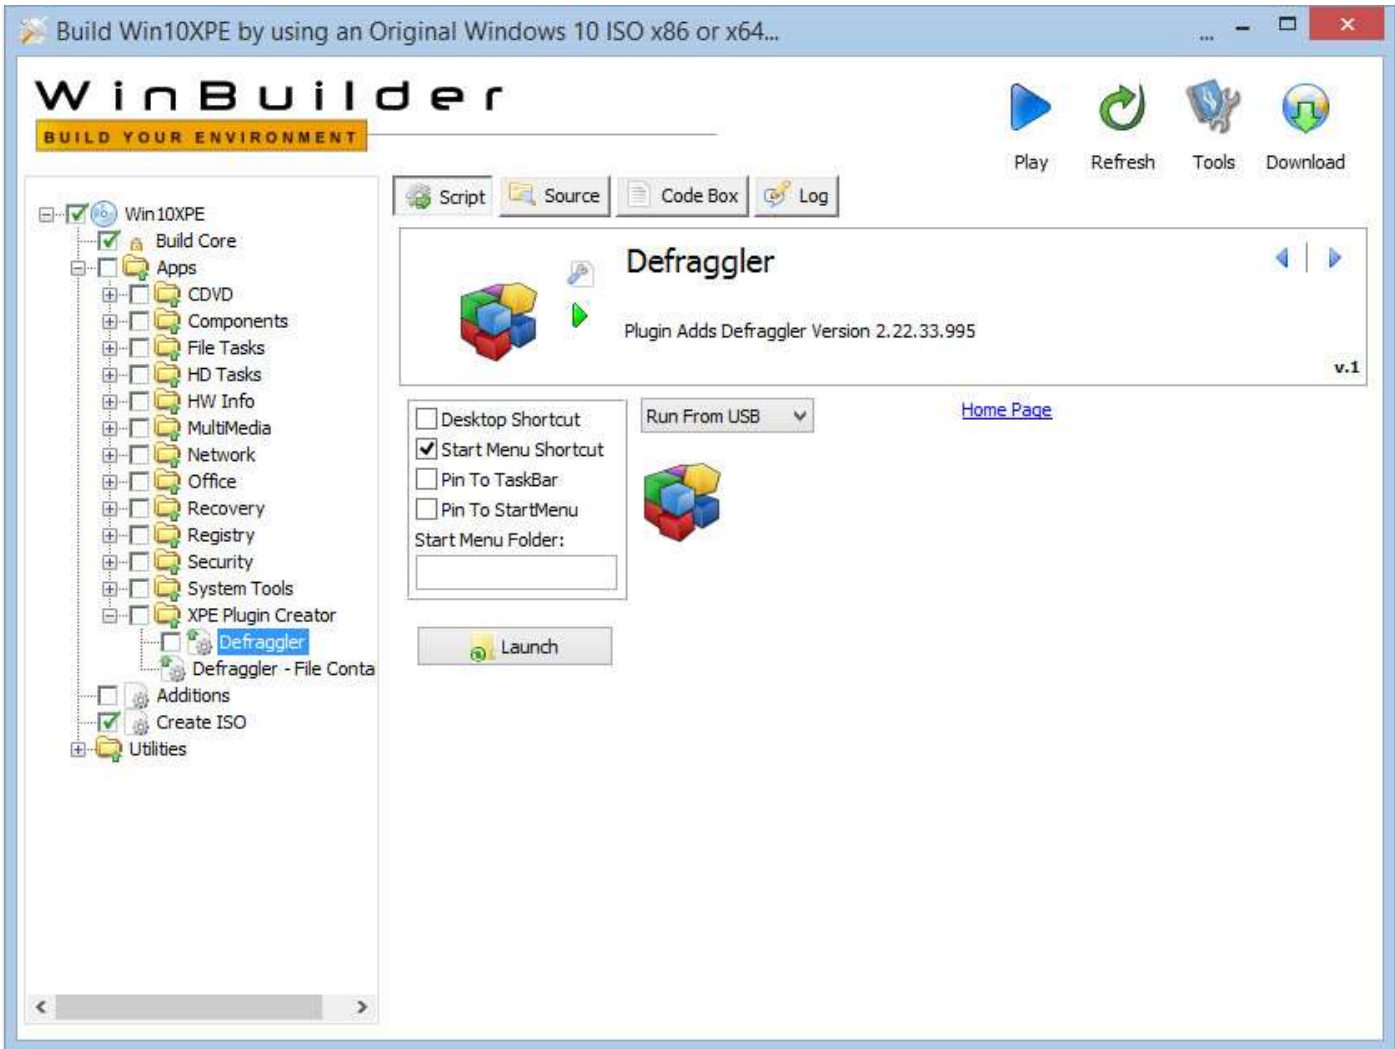 Build Win10XPE by using an Original Windows 10 ISO x86 or x64...
...
WinBuilder
BUILD YOUR ENVIRONMENT
Play
Refresh
Tools
Download
Script
Source
Code Box
Log
Win10XPE
Build Core
Apps
CDVD
Components
File Tasks
HD Tasks
HW Info
MultiMedia
Network
Office
Recovery
Registry
Security
System Tools
XPE Plugin Creator
Defraggler
Defraggler - File Conta
Additions
Create ISO
Utilities
Defraggler
Plugin Adds Defraggler Version 2.22.33.995
v.1
Desktop Shortcut
Start Menu Shortcut
Pin To TaskBar
Pin To StartMenu
Start Menu Folder:
Run From USB
Home Page
Launch